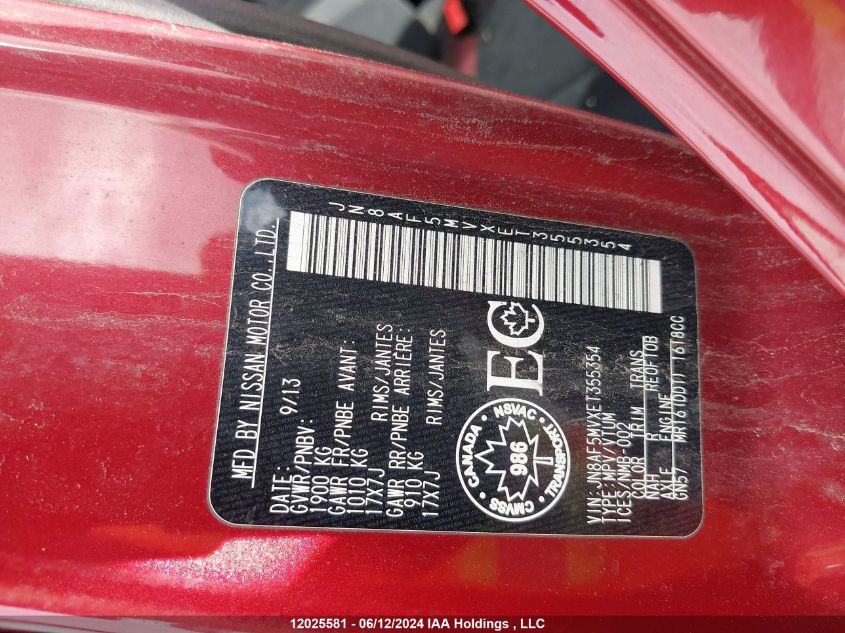 MFD BY NISSAN MOTOR CO., LTD.
DATE: 9/13
GVWR/PNBV:
1900 KG
GAWR FR/PNBE AVANT:
1010 KG RIMS/JANTES
17X7J
GAWR RR/PNBE ARRIÈRE:
910 KG RIMS/JANTES
17X7J
JN8AF5MVXET355354
EC
CANADA
NSVAC
986
CMVSS
TRANSPORT
VIN: JN8AF5MVXET355354
TYPE: MPV/VTUM
ICES/NMB-002
COLOR TRIM TRANS
NAH R REOF10B
AXLE ENGINE
GN57 MR16 1618CC
12025581 - 06/12/2024 IAA Holdings , LLC